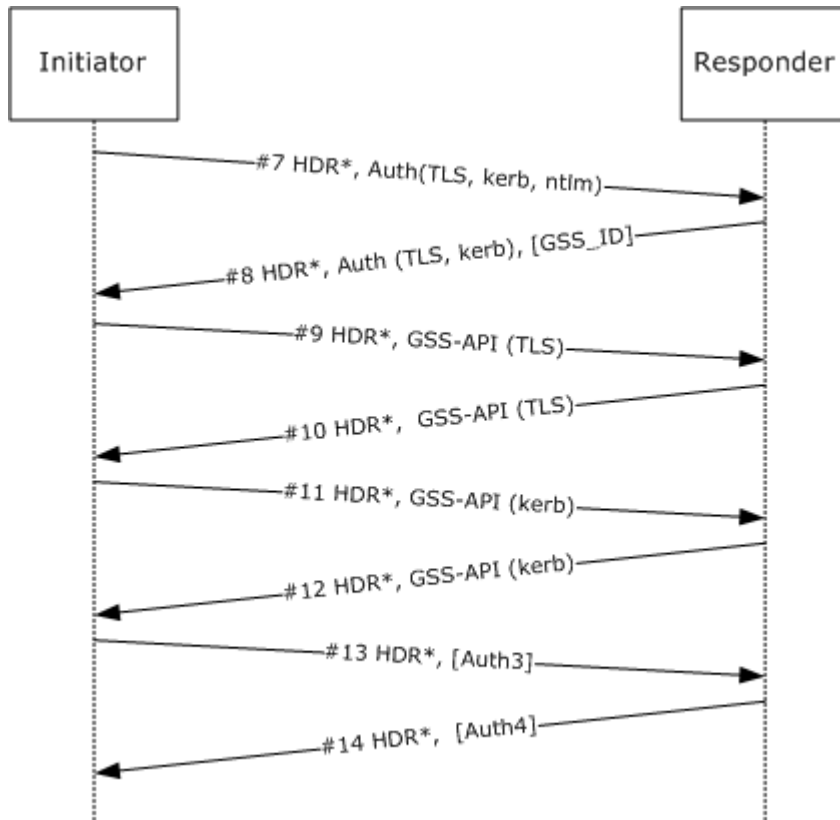 Initiator
Responder
#7 HDR*, Auth(TLS, kerb, ntlm)
#8 HDR*, Auth (TLS, kerb), [GSS_ID]
#9 HDR*, GSS-API (TLS)
#10 HDR*, GSS-API (TLS)
#11 HDR*, GSS-API (kerb)
#12 HDR*, GSS-API (kerb)
#13 HDR*, [Auth3]
#14 HDR*, [Auth4]